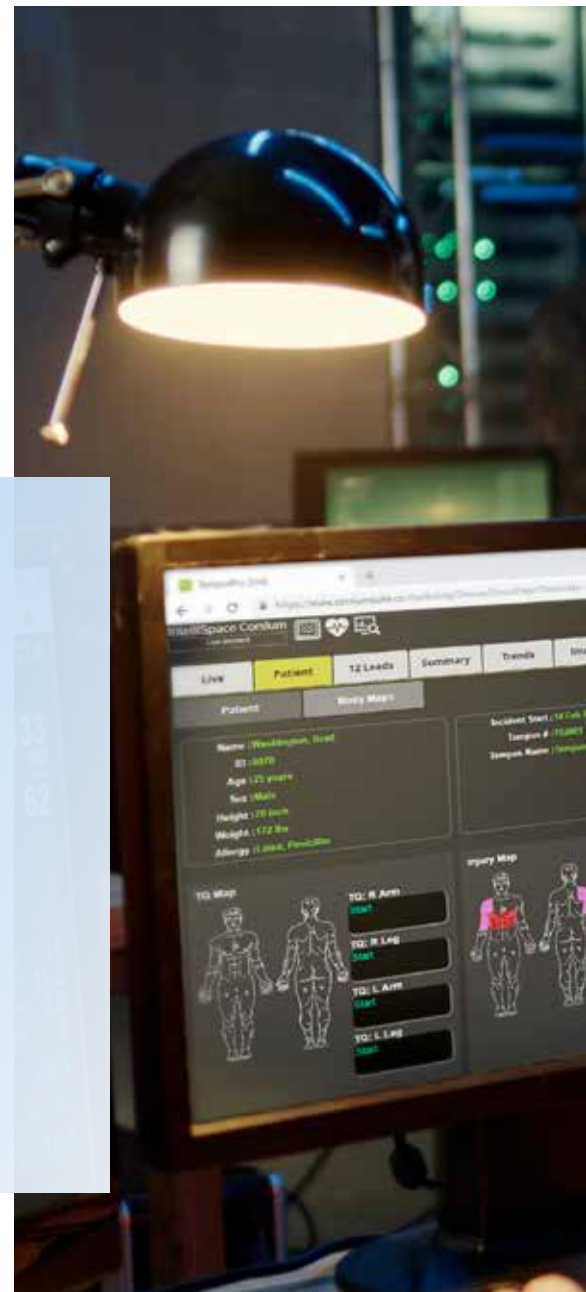 IntelliSpace Corsium
Live Patient 12 Leads Summary Trends
Patient Body Maps
Name : Washington, Brad
ID :
Age : 25 years
Sex : Male
Height : 70 inch
Weight : 172 lbs
Allergy : Latex, Penicillin
Incident Start :
Tempus # :
Tempus Name :
TQ Map
TQ: R Arm
Start
TQ: R Leg
Start
TQ: L Arm
Start
TQ: L Leg
Start
Injury Map